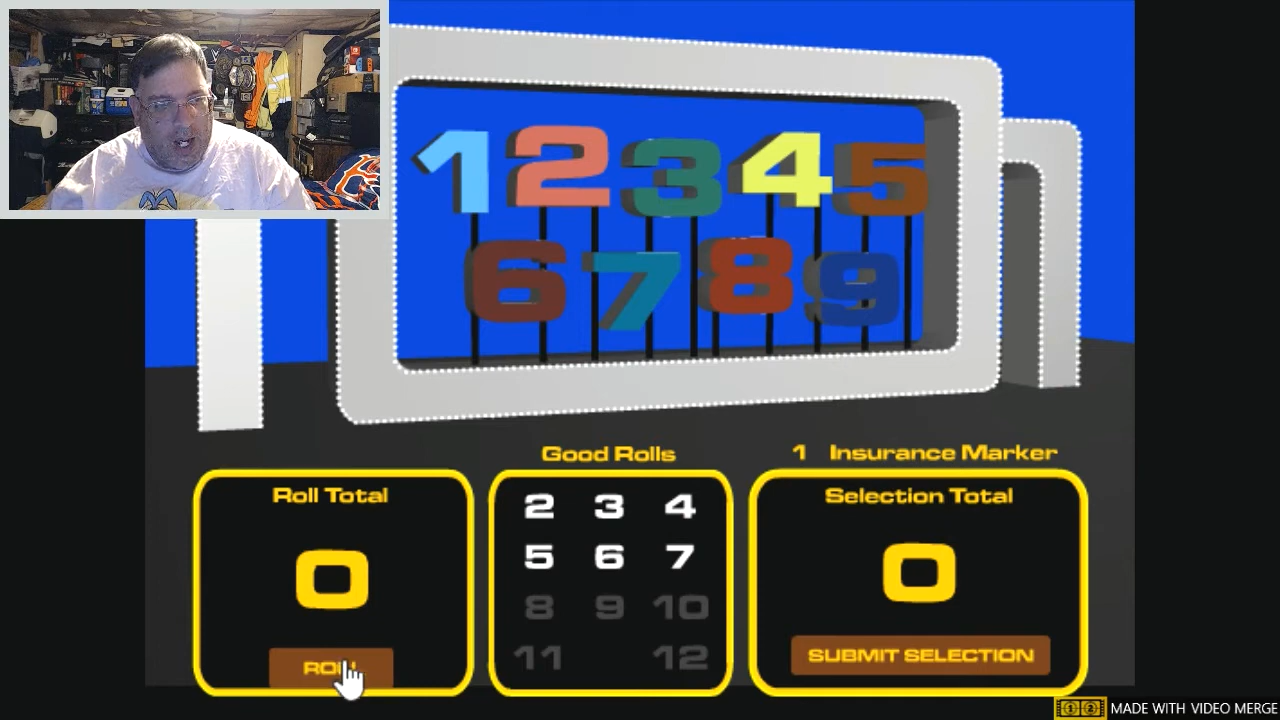 1 2 3 4 5
6 7 8 9
Good Rolls
1 Insurance Marker
Roll Total
0
2 3 4
5 6 7
8 9 10
11 12
Selection Total
0
SUBMIT SELECTION
MADE WITH VIDEO MERGE